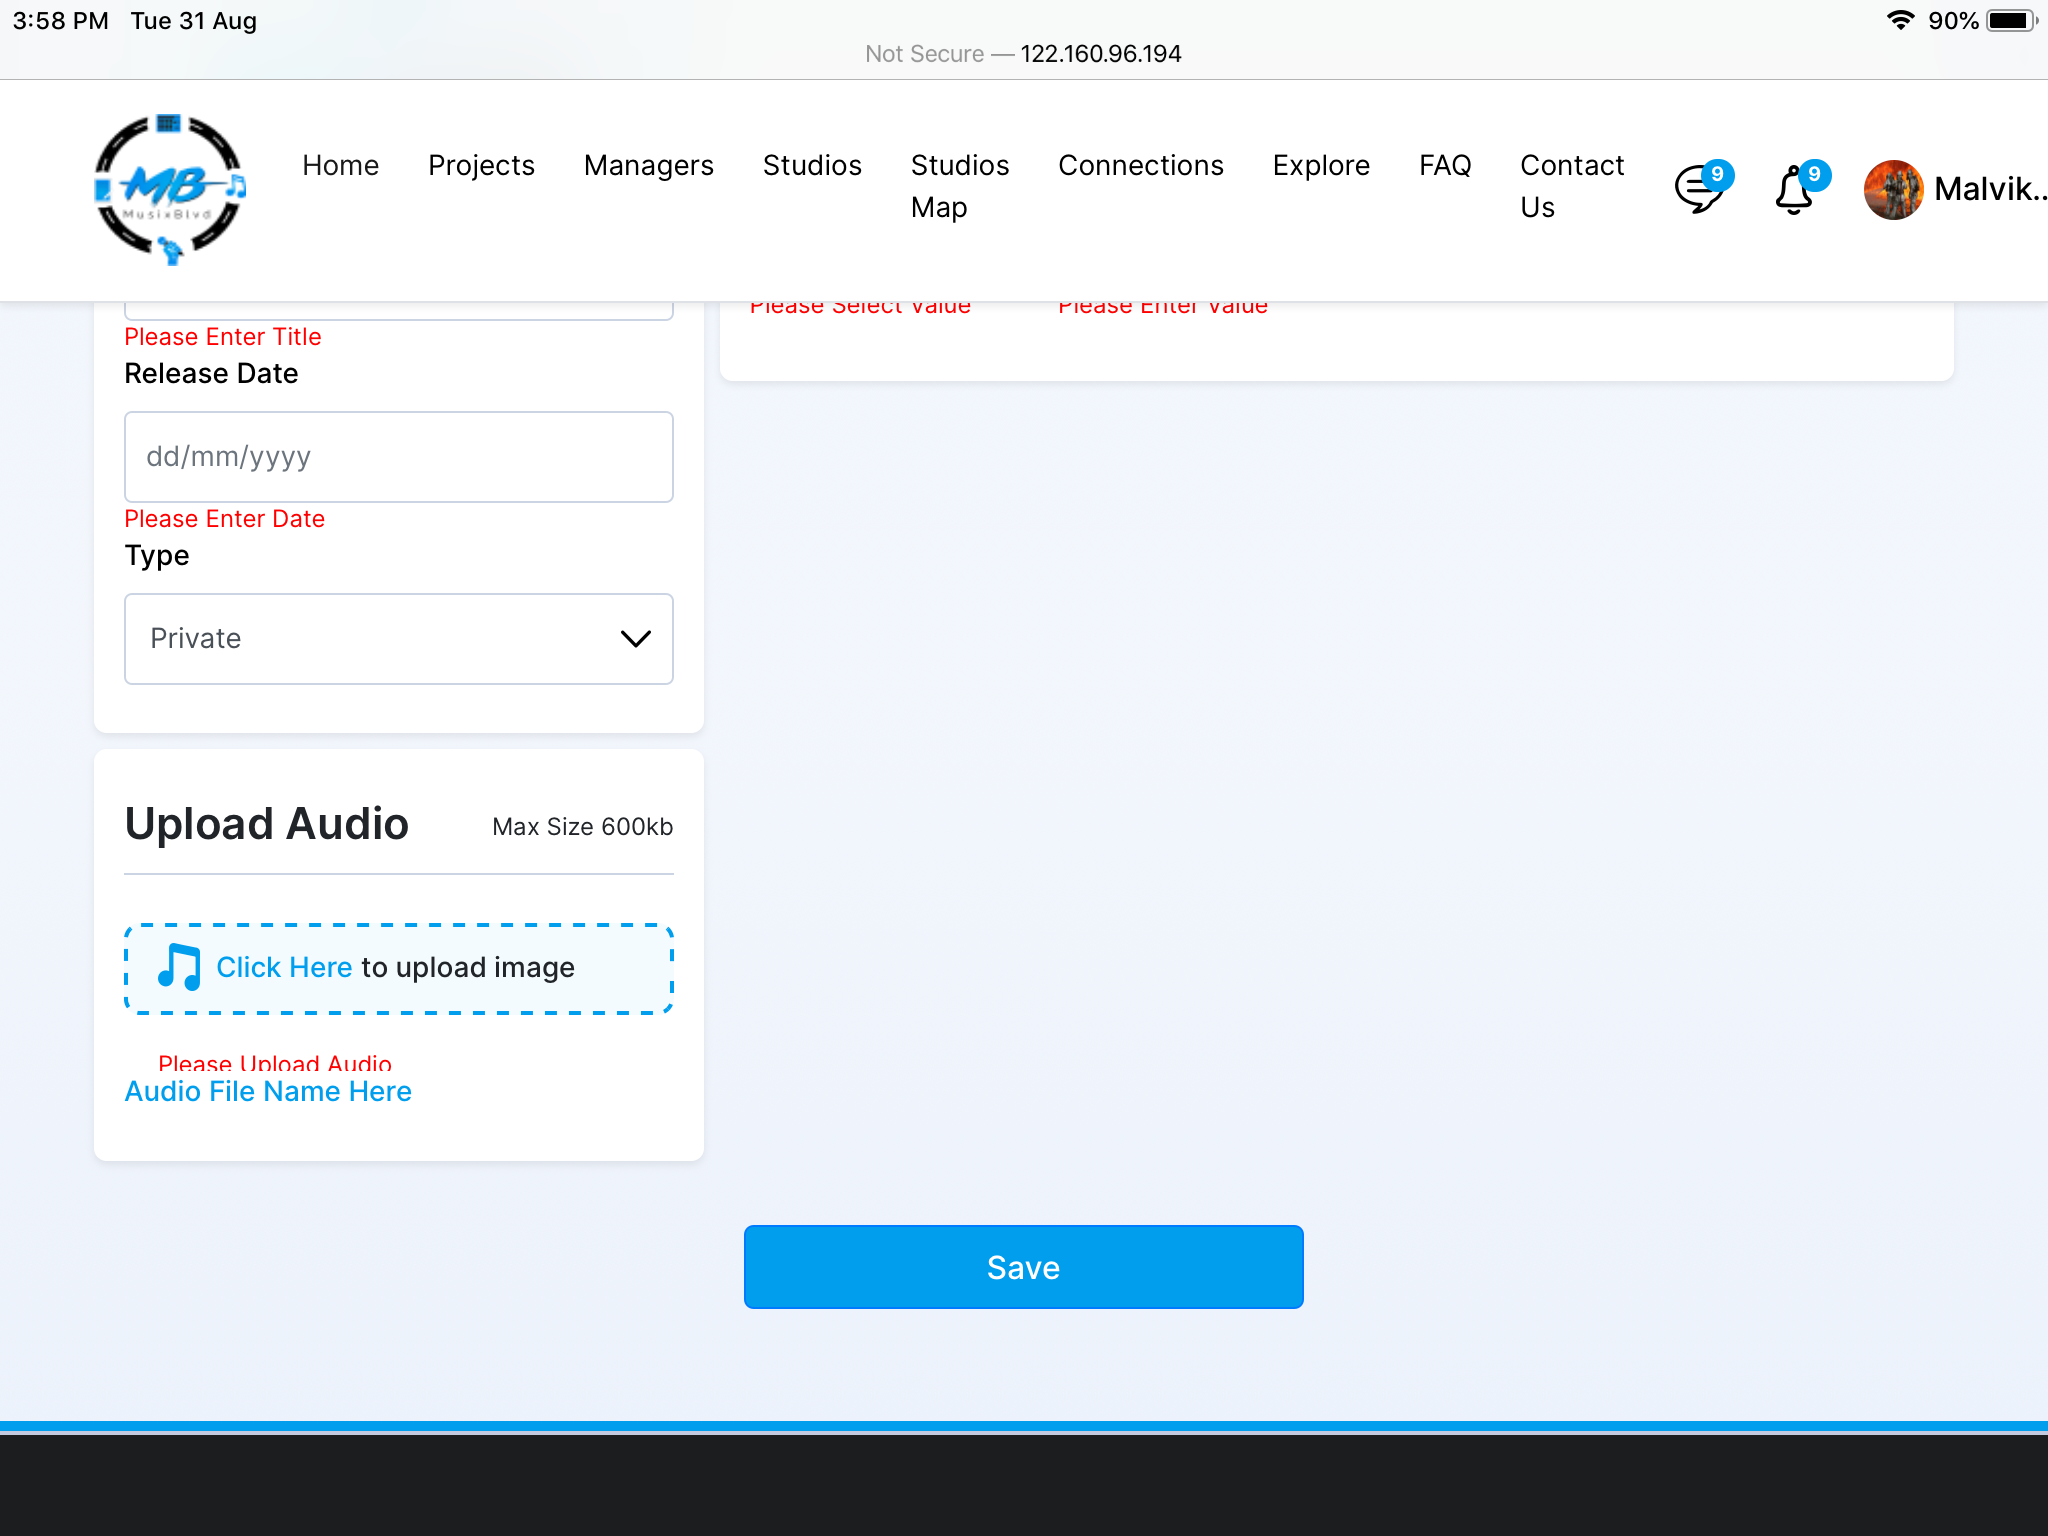 3:58 PM Tue 31 Aug
90%
Not Secure — 122.160.96.194
MB
MusixBlvd
Home Projects Managers Studios Studios Map Connections Explore FAQ Contact Us 9 9 Malvik..
Please Select Value Please Enter Value
Please Enter Title
Release Date
dd/mm/yyyy
Please Enter Date
Type
Private
Upload Audio Max Size 600kb
Click Here to upload image
Please Upload Audio
Audio File Name Here
Save